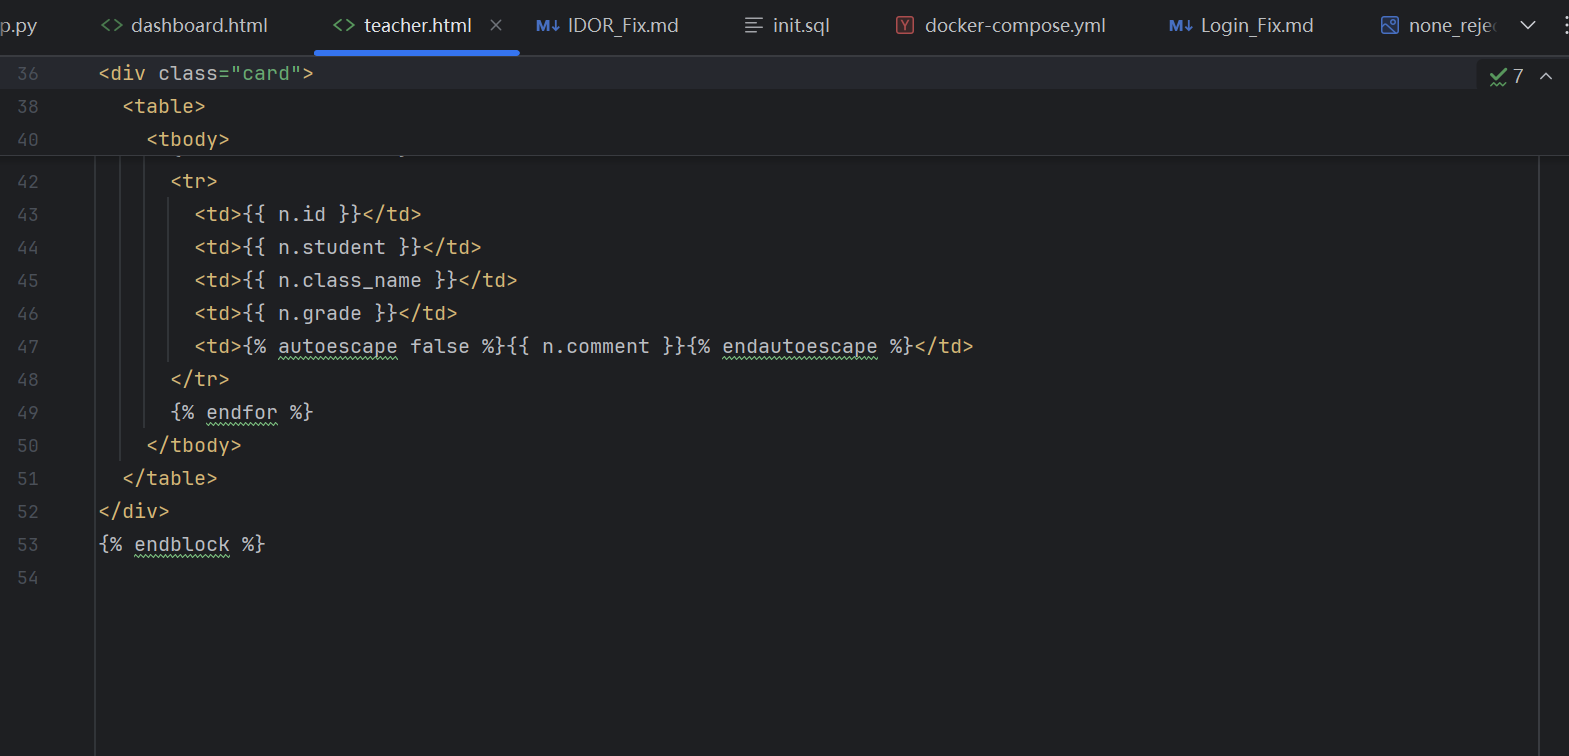 p.py <> dashboard.html <> teacher.html × M↓ IDOR_Fix.md init.sql Y docker-compose.yml M↓ Login_Fix.md none_reje
36 <div class="card"> 7
38 <table>
40 <tbody>
42 <tr>
43 <td>{{ n.id }}</td>
44 <td>{{ n.student }}</td>
45 <td>{{ n.class_name }}</td>
46 <td>{{ n.grade }}</td>
47 <td>{% autoescape false %}{{ n.comment }}{% endautoescape %}</td>
48 </tr>
49 {% endfor %}
50 </tbody>
51 </table>
52 </div>
53 {% endblock %}
54